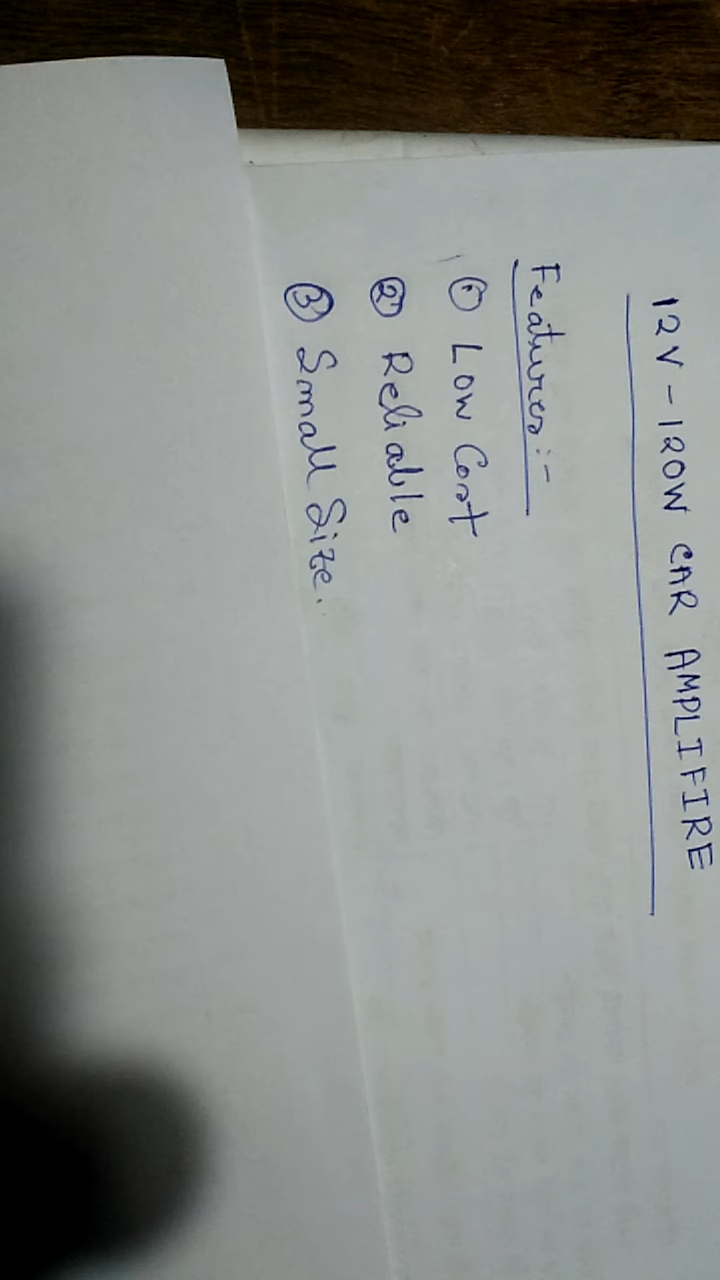 12V - 120W CAR AMPLIFIRE
Features :-
① Low Cost
② Reliable
③ Small Size.